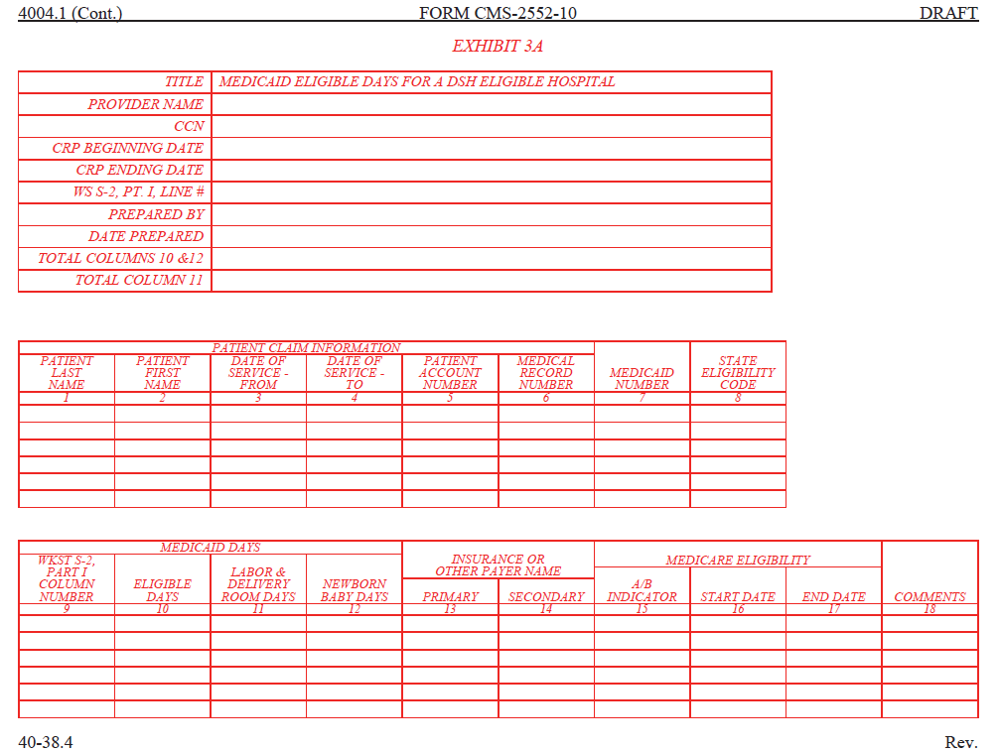 4004.1 (Cont.) FORM CMS-2552-10 DRAFT
EXHIBIT 3A
TITLE MEDICAID ELIGIBLE DAYS FOR A DSH ELIGIBLE HOSPITAL
PROVIDER NAME
CCN
CRP BEGINNING DATE
CRP ENDING DATE
WS S-2, PT. I, LINE #
PREPARED BY
DATE PREPARED
TOTAL COLUMNS 10 &12
TOTAL COLUMN 11
PATIENT CLAIM INFORMATION
PATIENT PATIENT DATE OF DATE OF PATIENT MEDICAL STATE
LAST FIRST SERVICE - SERVICE - ACCOUNT RECORD MEDICAID ELIGIBILITY
NAME NAME FROM TO NUMBER NUMBER NUMBER CODE
1 2 3 4 5 6 7 8
MEDICAID DAYS
WKST S-2, INSURANCE OR MEDICARE ELIGIBILITY
PART I LABOR & OTHER PAYER NAME
COLUMN ELIGIBLE DELIVERY NEWBORN A/B
NUMBER DAYS ROOM DAYS BABY DAYS PRIMARY SECONDARY INDICATOR START DATE END DATE COMMENTS
9 10 11 12 13 14 15 16 17 18
40-38.4 Rev.